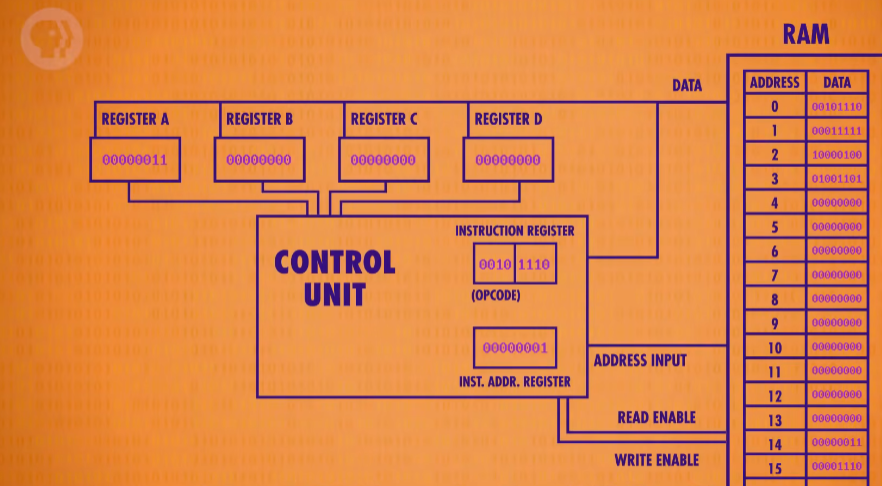 RAM
DATA
ADDRESS DATA
0 00101110
1 00011111
2 10000100
3 01001101
4 00000000
5 00000000
6 00000000
7 00000000
8 00000000
9 00000000
10 00000000
11 00000000
12 00000000
13 00000000
14 00000011
15 00001110
REGISTER A
00000011
REGISTER B
00000000
REGISTER C
00000000
REGISTER D
00000000
CONTROL
UNIT
INSTRUCTION REGISTER
0010 1110
(OPCODE)
00000001
INST. ADDR. REGISTER
ADDRESS INPUT
READ ENABLE
WRITE ENABLE